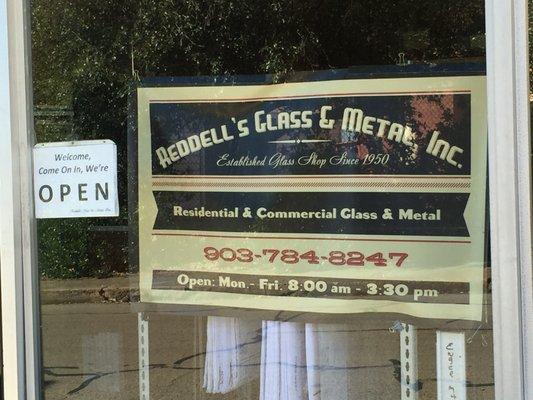 Reddell's Glass & Metal, Inc.
Established Glass Shop Since 1950
Residential & Commercial Glass & Metal
903-784-8247
Open: Mon.- Fri. 8:00 am - 3:30 pm
Welcome,
Come On In, We're
OPEN